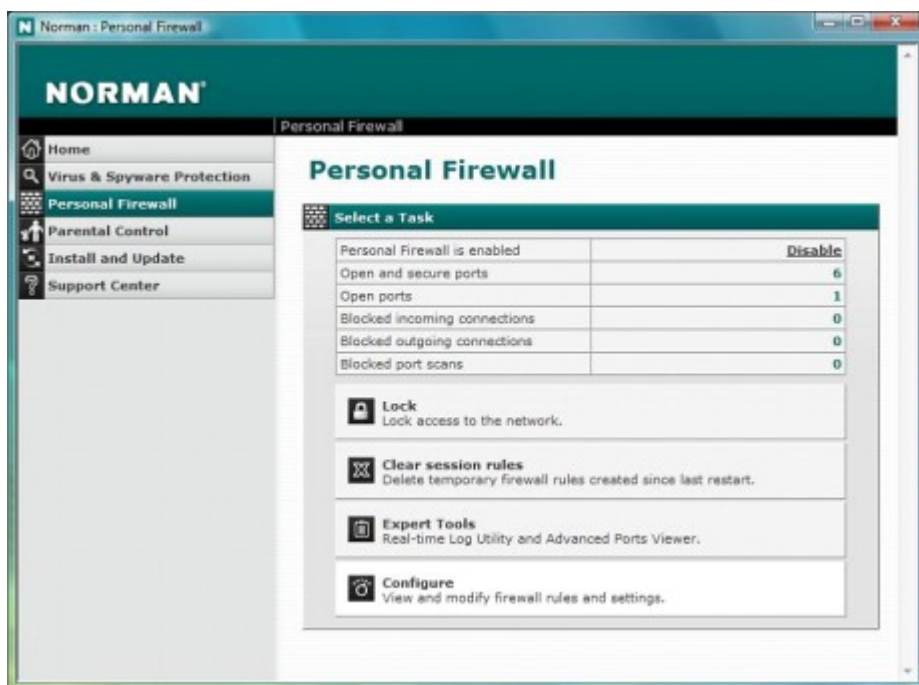 Norman : Personal Firewall
NORMAN®
Personal Firewall
Home
Virus & Spyware Protection
Personal Firewall
Parental Control
Install and Update
Support Center
Personal Firewall
Select a Task
Personal Firewall is enabled Disable
Open and secure ports 6
Open ports 1
Blocked incoming connections 0
Blocked outgoing connections 0
Blocked port scans 0
Lock
Lock access to the network.
Clear session rules
Delete temporary firewall rules created since last restart.
Expert Tools
Real-time Log Utility and Advanced Ports Viewer.
Configure
View and modify firewall rules and settings.